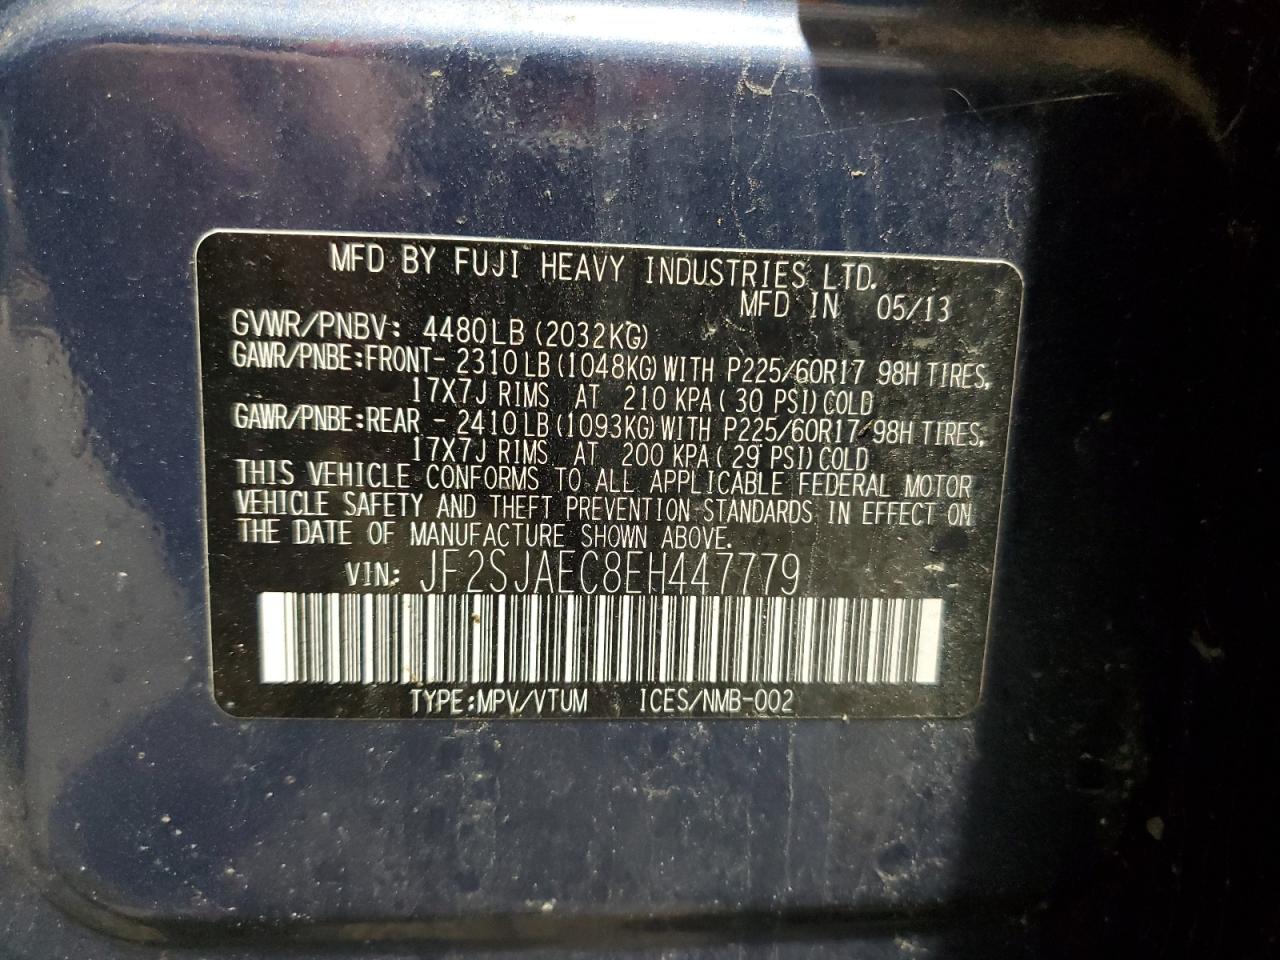 MFD BY FUJI HEAVY INDUSTRIES LTD.
MFD IN 05/13
GVWR/PNBV: 4480LB (2032KG)
GAWR/PNBE:FRONT- 2310LB (1048KG) WITH P225/60R17 98H TIRES,
17X7J RIMS AT 210 KPA ( 30 PSI) COLD
GAWR/PNBE:REAR - 2410LB (1093KG) WITH P225/60R17 98H TIRES,
17X7J RIMS AT 200 KPA ( 29 PSI) COLD
THIS VEHICLE CONFORMS TO ALL APPLICABLE FEDERAL MOTOR
VEHICLE SAFETY AND THEFT PREVENTION STANDARDS IN EFFECT ON
THE DATE OF MANUFACTURE SHOWN ABOVE.
VIN: JF2SJAEC8EH447779
TYPE:MPV/VTUM ICES/NMB-002